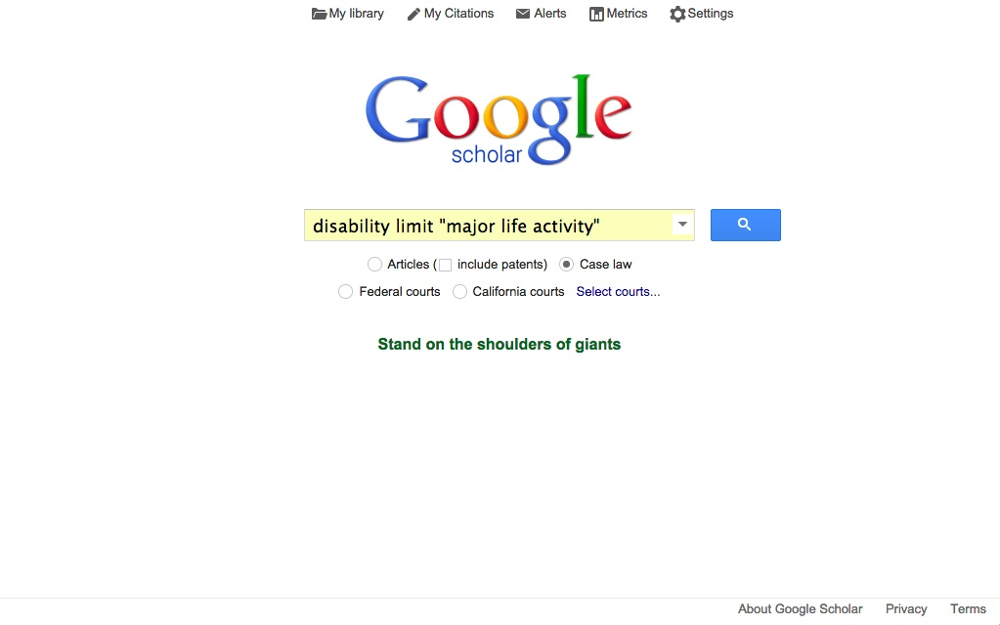 My library My Citations Alerts Metrics Settings
Google
scholar
disability limit "major life activity"
Articles ( include patents) Case law
Federal courts California courts Select courts...
Stand on the shoulders of giants
About Google Scholar Privacy Terms